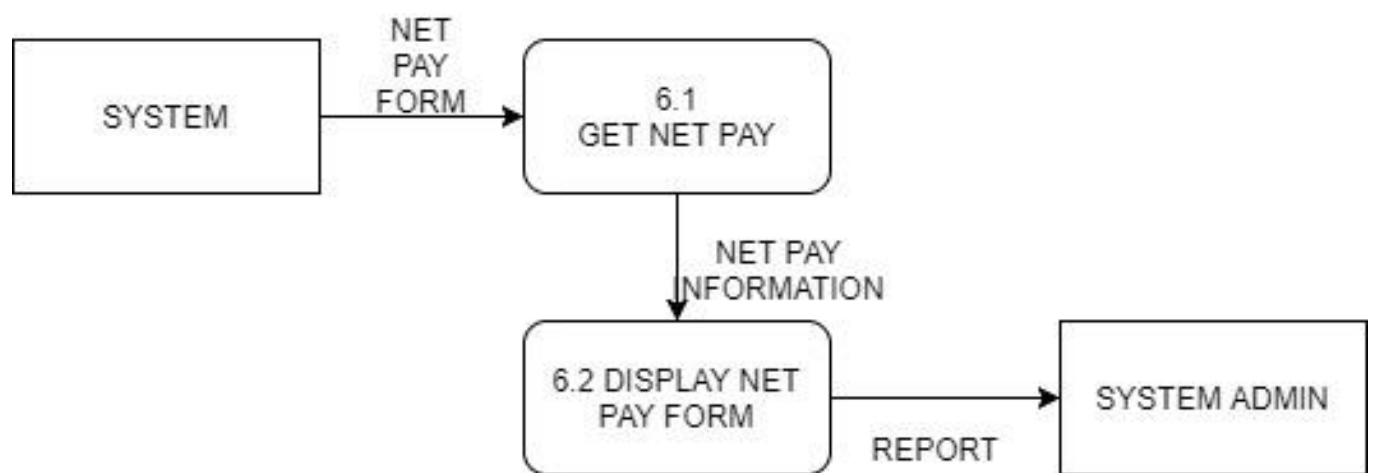 NET
PAY
FORM
SYSTEM
6.1
GET NET PAY
NET PAY
INFORMATION
6.2 DISPLAY NET
PAY FORM
REPORT
SYSTEM ADMIN